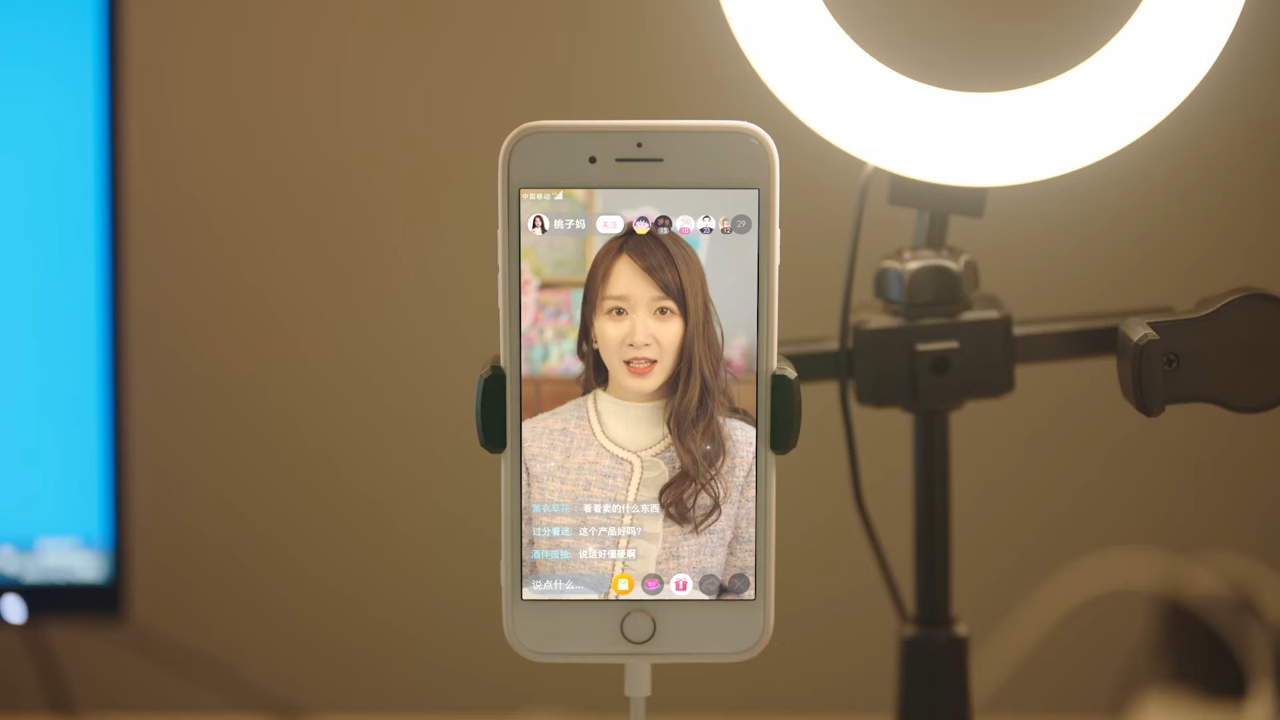 中国移动
桃子妈 关注 29
薰衣草花： 看看卖的什么东西
过分着迷: 这个产品好吗?
酒伴孤独: 说话好僵硬啊
说点什么...